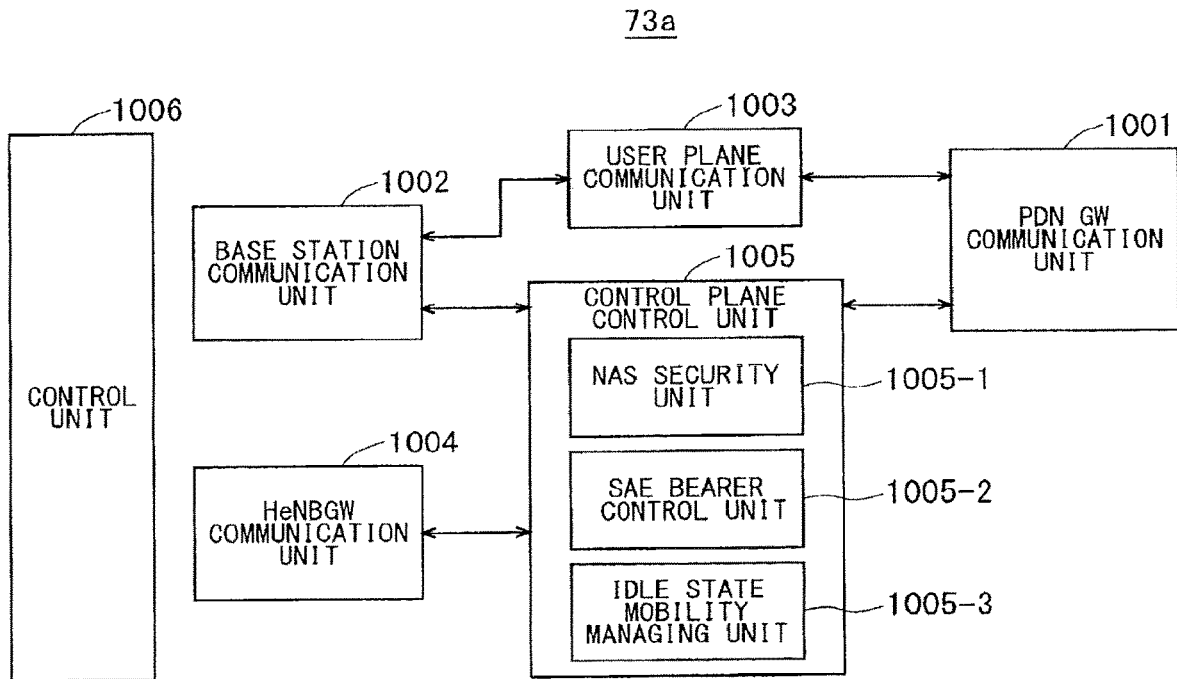 73a
1006
1003
1001
1002
USER PLANE
COMMUNICATION
UNIT
PDN GW
COMMUNICATION
UNIT
BASE STATION
COMMUNICATION
UNIT
1005
CONTROL PLANE
CONTROL UNIT
NAS SECURITY
UNIT
1005-1
CONTROL
UNIT
1004
HeNBGW
COMMUNICATION
UNIT
SAE BEARER
CONTROL UNIT
1005-2
IDLE STATE
MOBILITY
MANAGING UNIT
1005-3